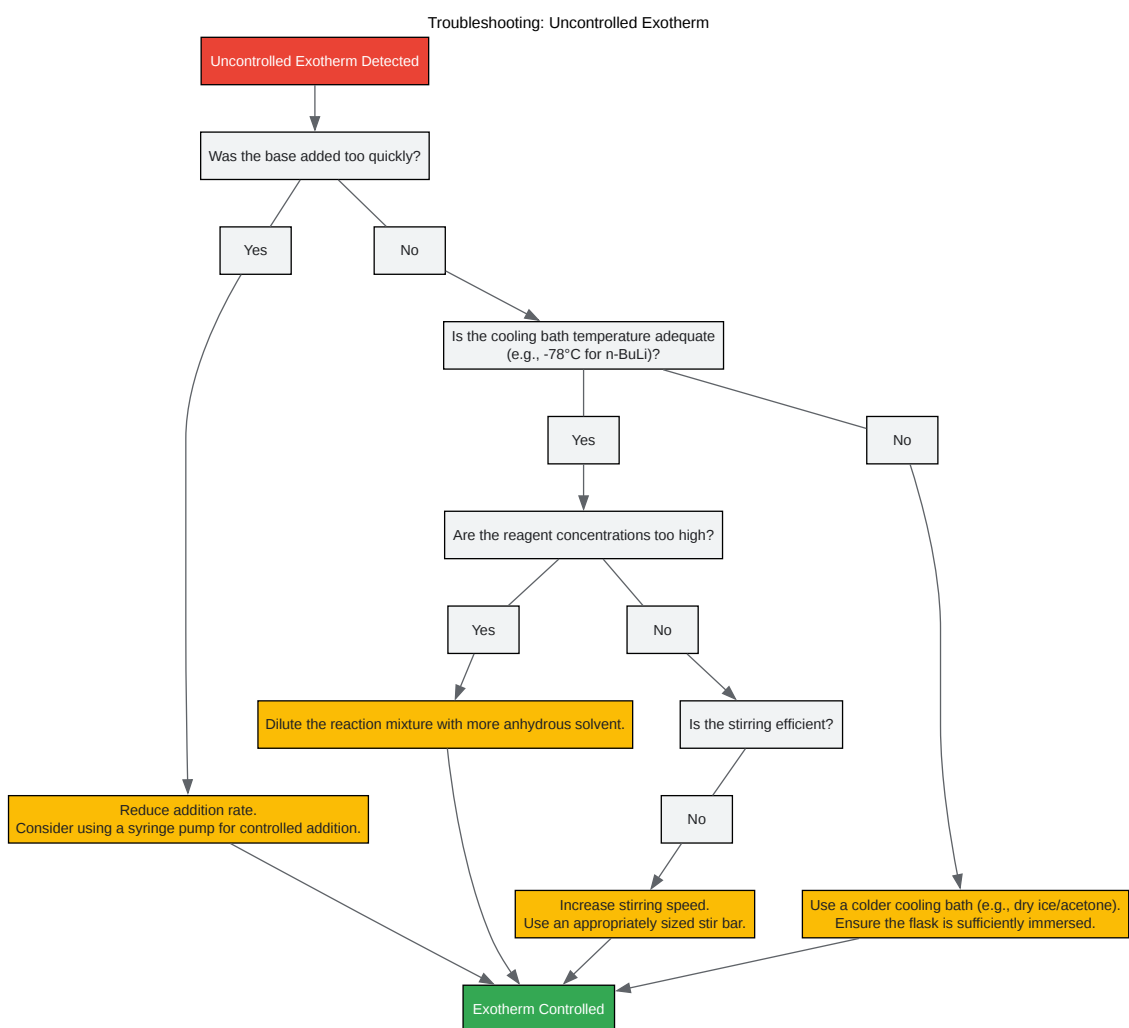 Troubleshooting: Uncontrolled Exotherm
Uncontrolled Exotherm Detected
Was the base added too quickly?
Yes
No
Is the cooling bath temperature adequate
(e.g., -78°C for n-BuLi)?
Yes
No
Are the reagent concentrations too high?
Yes
No
Dilute the reaction mixture with more anhydrous solvent.
Is the stirring efficient?
Reduce addition rate.
Consider using a syringe pump for controlled addition.
No
Increase stirring speed.
Use an appropriately sized stir bar.
Use a colder cooling bath (e.g., dry ice/acetone).
Ensure the flask is sufficiently immersed.
Exotherm Controlled